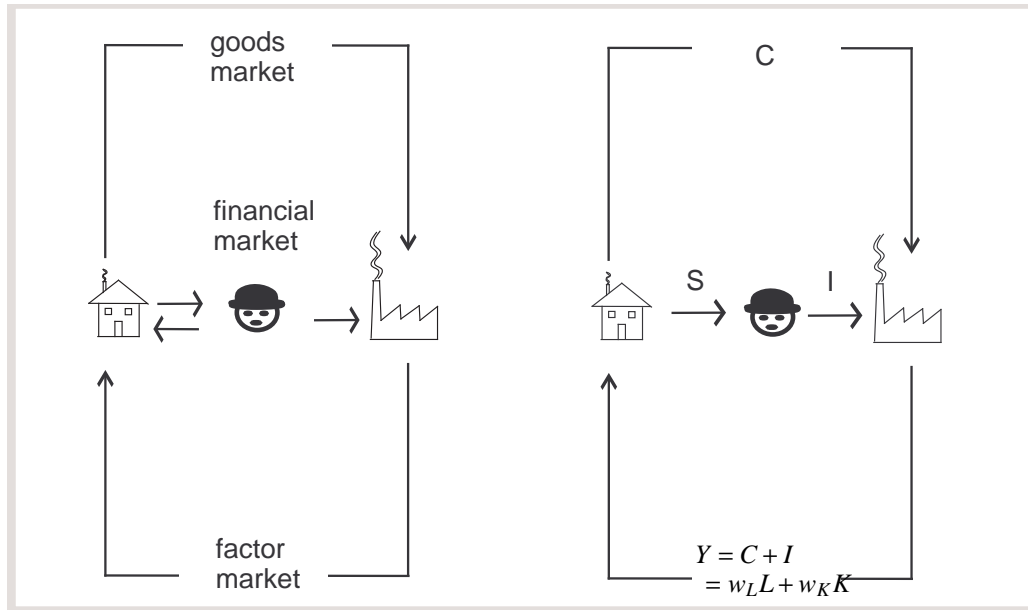 goods
market
financial
market
factor
market
C
S
I
Y = C + I
= w_L L + w_K K